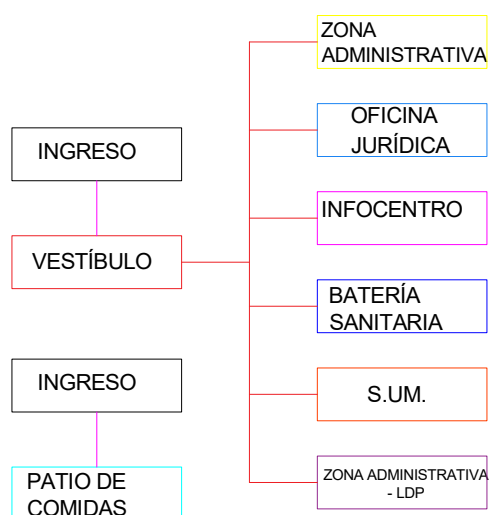 INGRESO
VESTÍBULO
INGRESO
PATIO DE
COMIDAS
ZONA
ADMINISTRATIVA
OFICINA
JURÍDICA
INFOCENTRO
BATERÍA
SANITARIA
S.UM.
ZONA ADMINISTRATIVA
- LDP